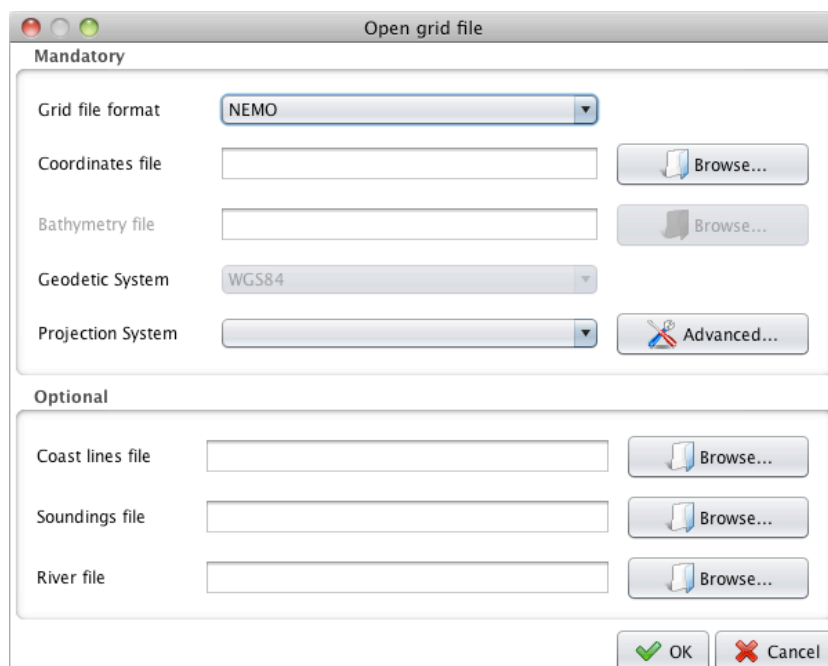 Open grid file
Mandatory
Grid file format NEMO
Coordinates file Browse...
Bathymetry file Browse...
Geodetic System WGS84
Projection System Advanced...
Optional
Coast lines file Browse...
Soundings file Browse...
River file Browse...
OK Cancel